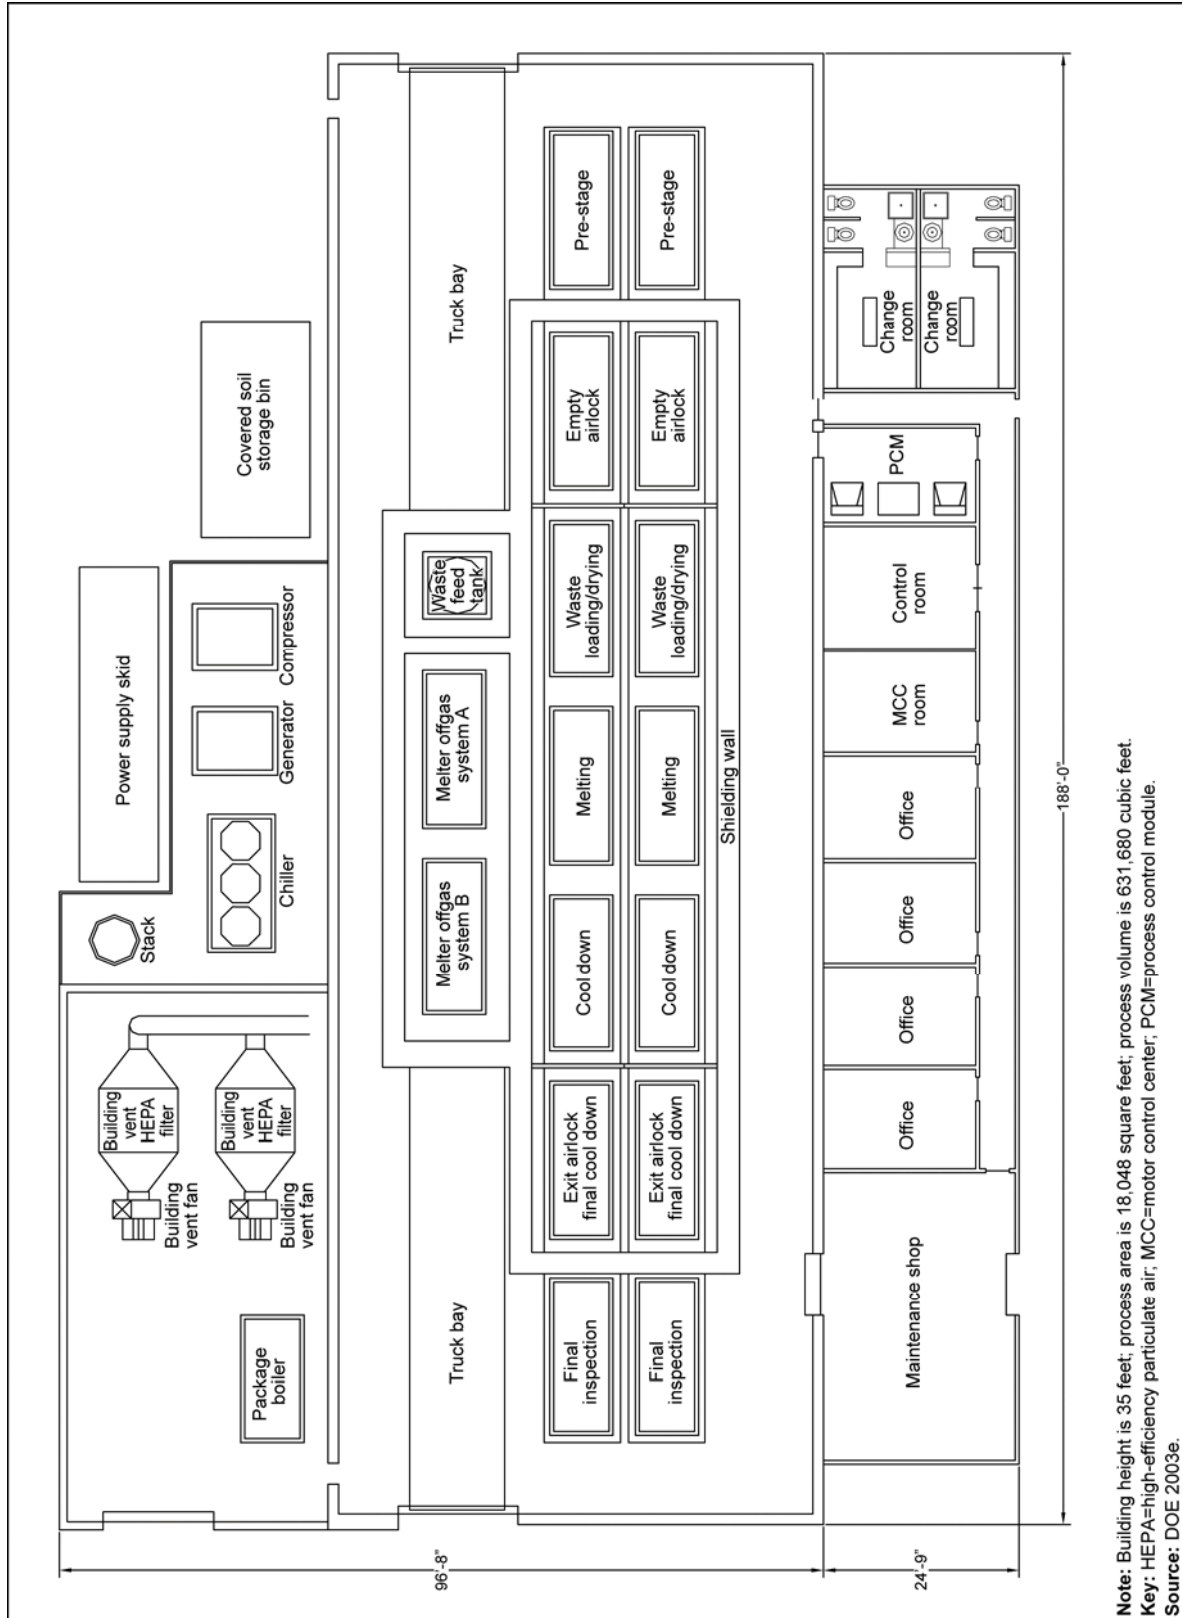 Power supply skid
Covered soil
storage bin
Stack
Chiller
Generator
Compressor
Building
vent
HEPA
filter
Building
vent
HEPA
filter
Building
vent fan
Building
vent fan
Package
boiler
Truck bay
Melter offgas
system B
Melter offgas
system A
Waste
feed
tank
Truck bay
Final
inspection
Exit airlock
final cool down
Cool down
Melting
Waste
loading/drying
Empty
airlock
Pre-stage
Final
inspection
Exit airlock
final cool down
Cool down
Melting
Waste
loading/drying
Empty
airlock
Pre-stage
Shielding wall
Maintenance shop
Office
Office
Office
Office
MCC
room
Control
room
PCM
Change
room
Change
room
96'-8"
24'-9"
188'-0"
Note: Building height is 35 feet; process area is 18,048 square feet; process volume is 631,680 cubic feet.
Key: HEPA=high-efficiency particulate air; MCC=motor control center; PCM=process control module.
Source: DOE 2003e.